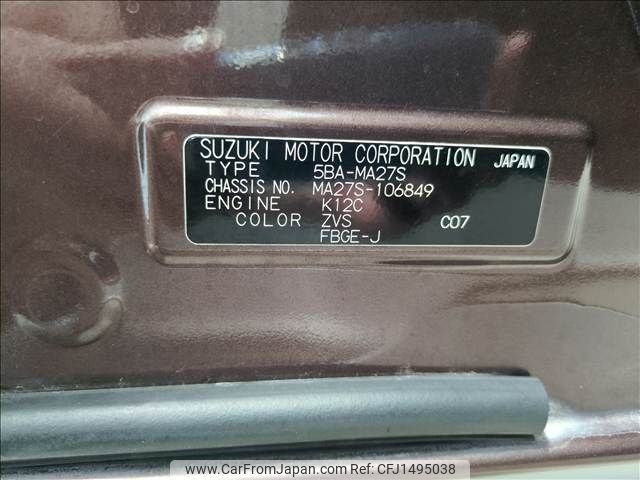 SUZUKI MOTOR CORPORATION JAPAN
TYPE 5BA-MA27S
CHASSIS NO. MA27S-106849
ENGINE K12C
COLOR ZVS C07
FBGE-J
www.CarFromJapan.com - CFJ1495038